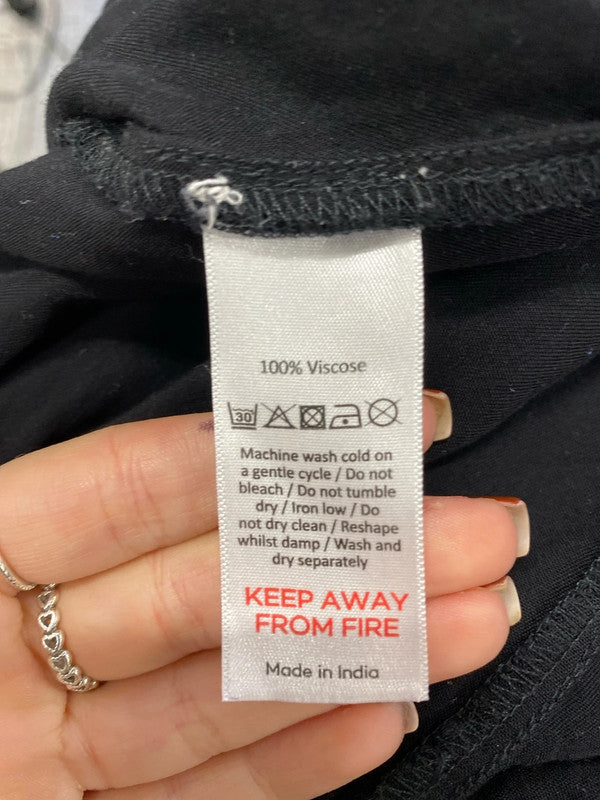 100% Viscose
30
Machine wash cold on
a gentle cycle / Do not
bleach / Do not tumble
dry / Iron low / Do
not dry clean / Reshape
whilst damp / Wash and
dry separately
KEEP AWAY
FROM FIRE
Made in India